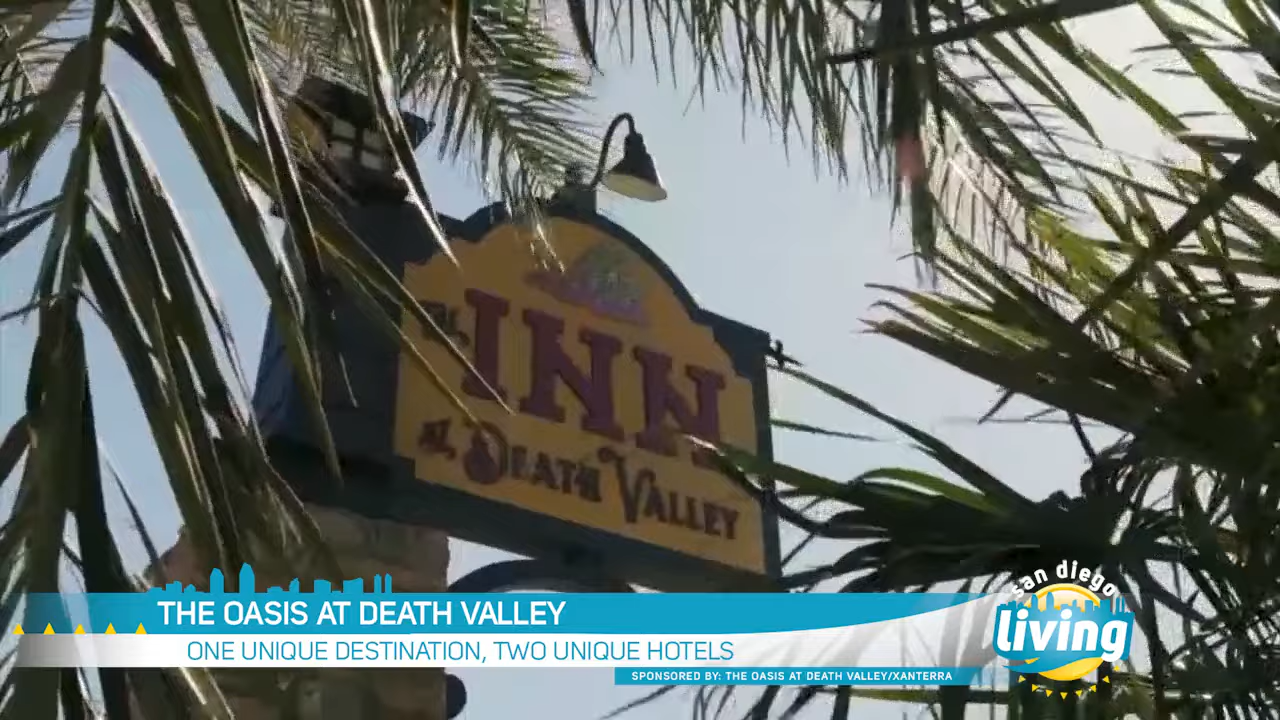 THE INN
AT DEATH VALLEY
THE OASIS AT DEATH VALLEY
ONE UNIQUE DESTINATION, TWO UNIQUE HOTELS
SPONSORED BY: THE OASIS AT DEATH VALLEY/XANTERRA
san diego
living